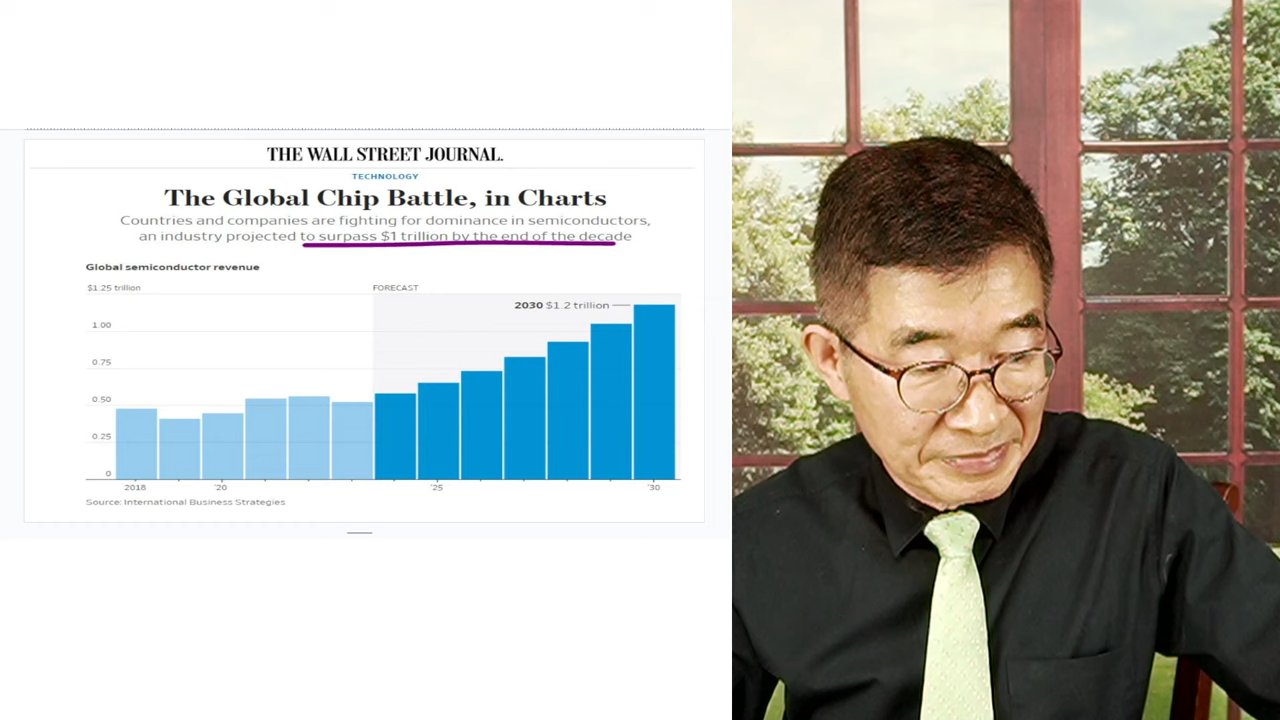 THE WALL STREET JOURNAL.
TECHNOLOGY
The Global Chip Battle, in Charts
Countries and companies are fighting for dominance in semiconductors,
an industry projected to surpass $1 trillion by the end of the decade
Global semiconductor revenue
$1.25 trillion
FORECAST
2030 $1.2 trillion
1.00
0.75
0.50
0.25
0
2018 '20 '25 '30
Source: International Business Strategies